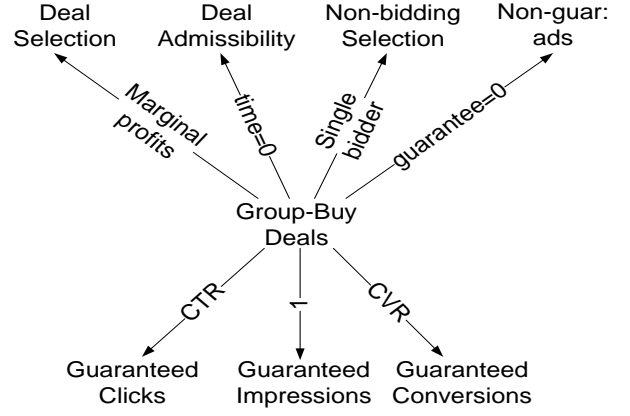 Deal
Selection
Deal
Admissibility
Non-bidding
Selection
Non-guar:
ads
Marginal
profits
time=0
Single
bidder
guarantee=0
Group-Buy
Deals
CTR
1
CVR
Guaranteed
Clicks
Guaranteed
Impressions
Guaranteed
Conversions